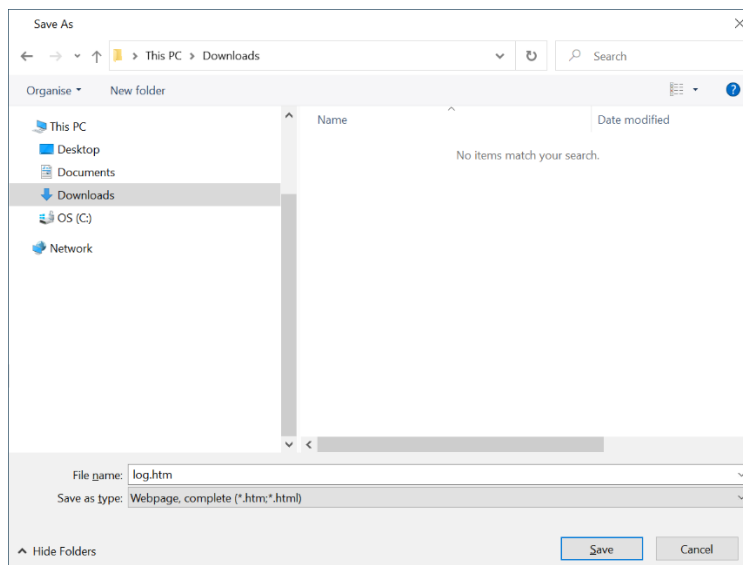 Save As
This PC > Downloads
Search
Organise
New folder
Name
Date modified
This PC
No items match your search.
Desktop
Documents
Downloads
OS (C:)
Network
File name: log.htm
Save as type: Webpage, complete (*.htm;*.html)
Hide Folders
Save
Cancel